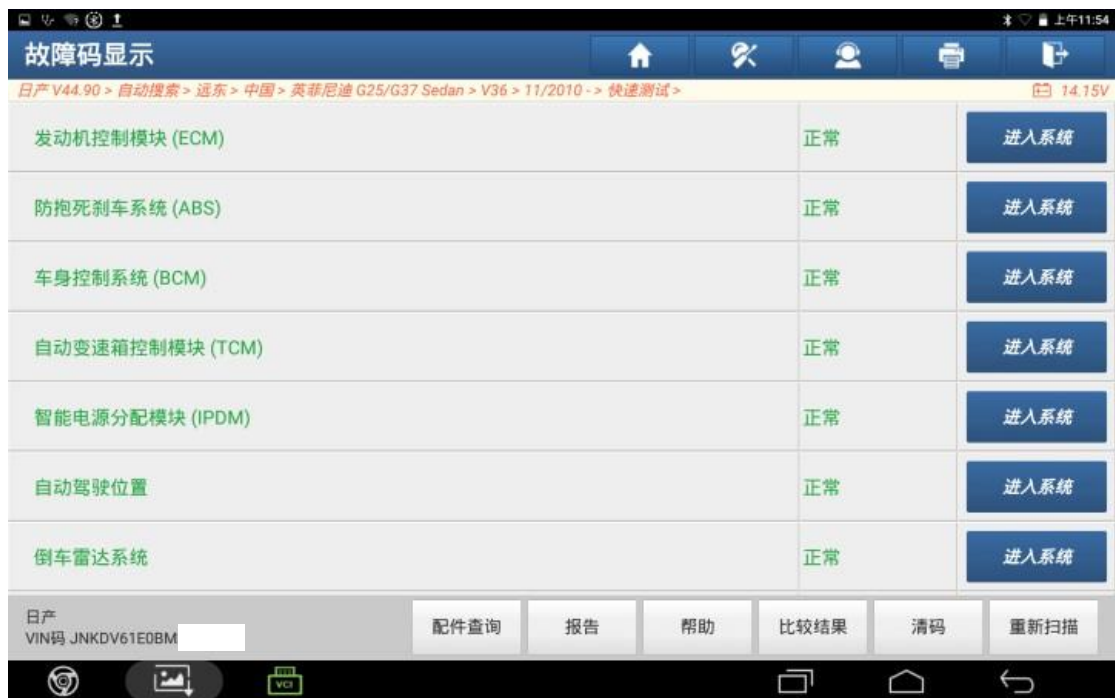 上午11:54
故障码显示
日产 V44.90 > 自动搜索 > 远东 > 中国 > 英菲尼迪 G25/G37 Sedan > V36 > 11/2010 - > 快速测试 > 14.15V
发动机控制模块 (ECM) 正常 进入系统
防抱死刹车系统 (ABS) 正常 进入系统
车身控制系统 (BCM) 正常 进入系统
自动变速箱控制模块 (TCM) 正常 进入系统
智能电源分配模块 (IPDM) 正常 进入系统
自动驾驶位置 正常 进入系统
倒车雷达系统 正常 进入系统
日产
VIN码 JNKDV61E0BM
配件查询 报告 帮助 比较结果 清码 重新扫描
VCI